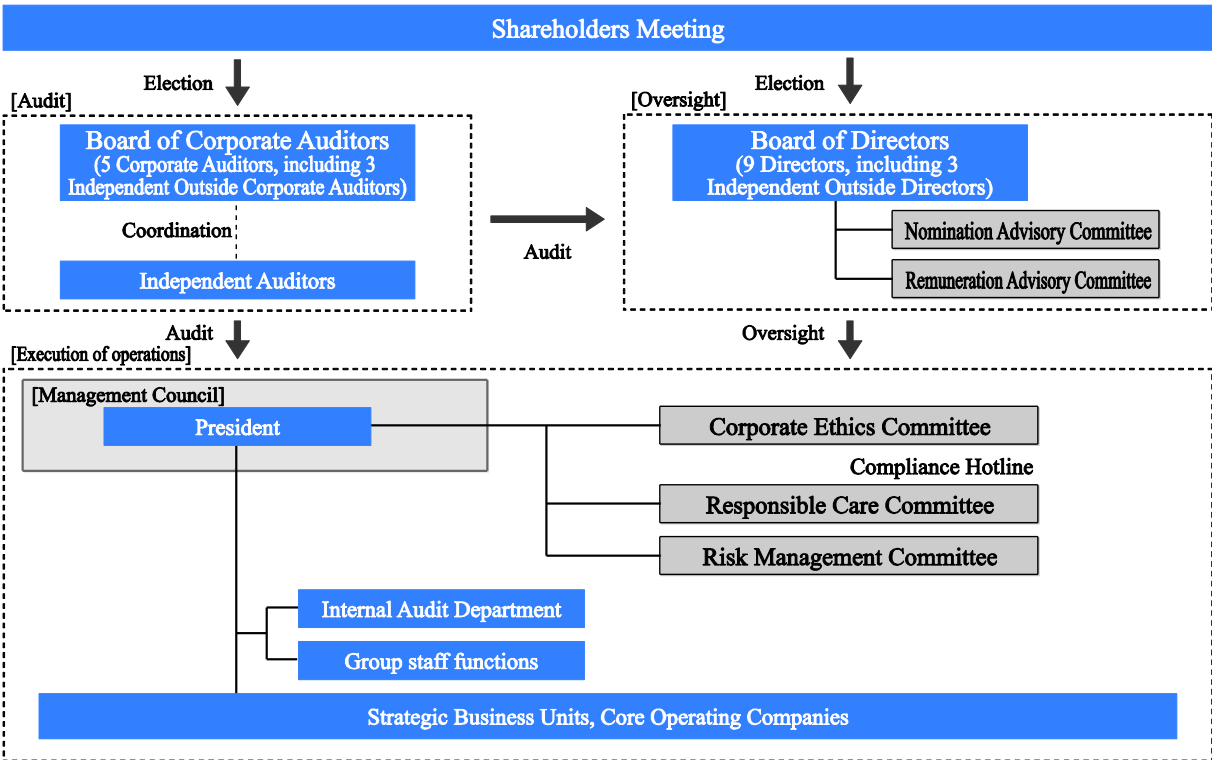 Shareholders Meeting
Election
Election
[Audit]
[Oversight]
Board of Corporate Auditors
(5 Corporate Auditors, including 3
Independent Outside Corporate Auditors)
Board of Directors
(9 Directors, including 3
Independent Outside Directors)
Coordination
Audit
Nomination Advisory Committee
Independent Auditors
Remuneration Advisory Committee
Audit
Oversight
[Execution of operations]
[Management Council]
President
Corporate Ethics Committee
Compliance Hotline
Responsible Care Committee
Risk Management Committee
Internal Audit Department
Group staff functions
Strategic Business Units, Core Operating Companies